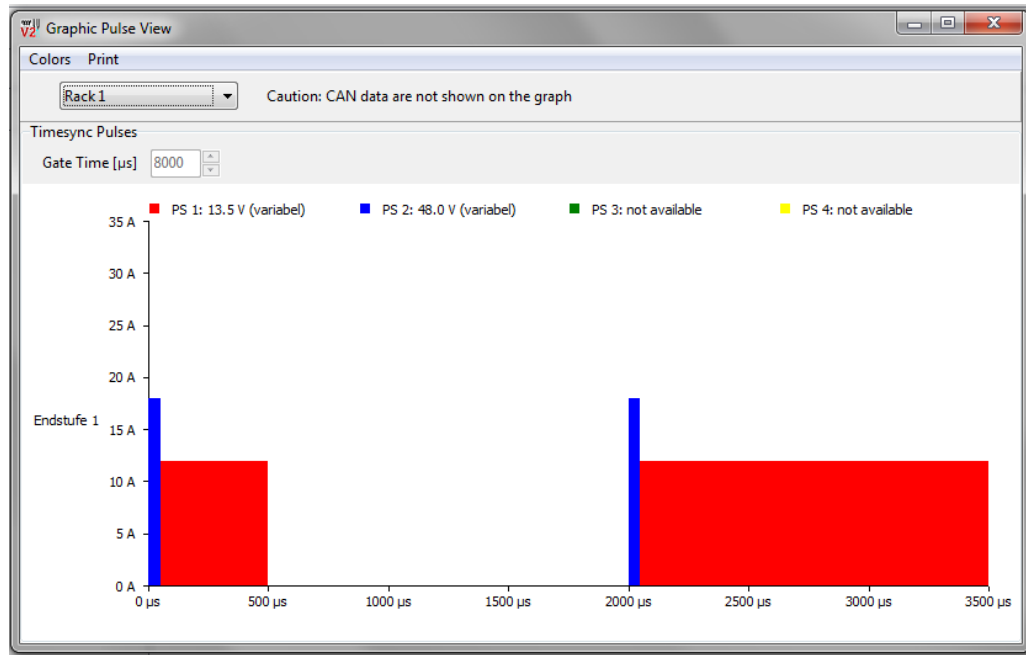 V2 Graphic Pulse View
Colors Print
Rack 1 Caution: CAN data are not shown on the graph
Timesync Pulses
Gate Time [µs] 8000
PS 1: 13.5 V (variabel) PS 2: 48.0 V (variabel) PS 3: not available PS 4: not available
35 A
30 A
25 A
20 A
Endstufe 1
15 A
10 A
5 A
0 A
0 µs 500 µs 1000 µs 1500 µs 2000 µs 2500 µs 3000 µs 3500 µs